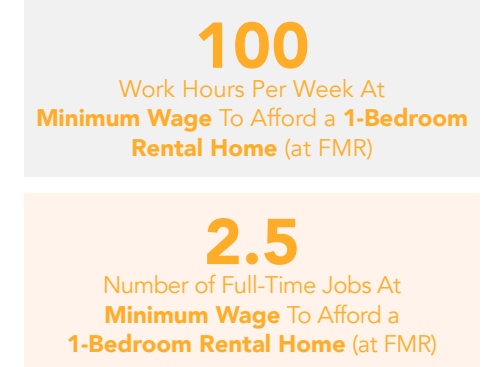 100
Work Hours Per Week At
Minimum Wage To Afford a 1-Bedroom
Rental Home (at FMR)
2.5
Number of Full-Time Jobs At
Minimum Wage To Afford a
1-Bedroom Rental Home (at FMR)